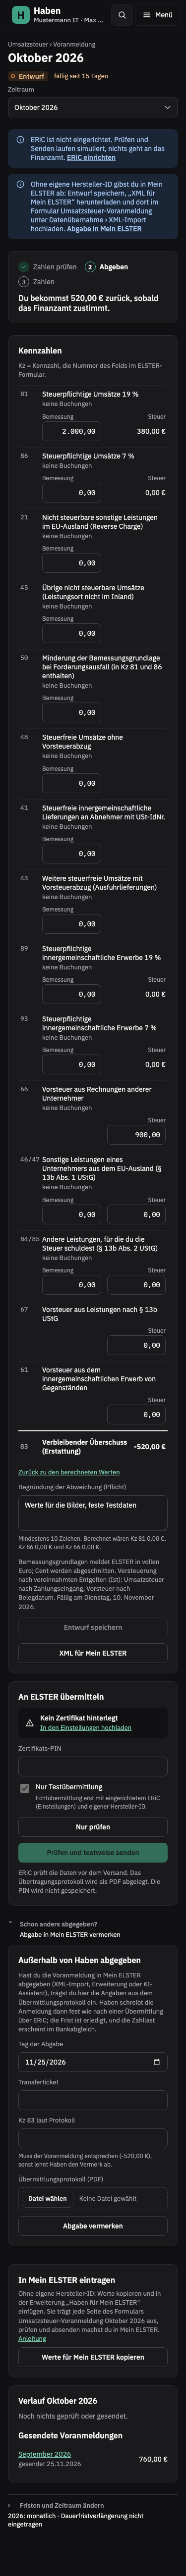 H
Haben
Mustermann IT · Max ...
Menü
Umsatzsteuer › Voranmeldung
Oktober 2026
Entwurf
fällig seit 15 Tagen
Zeitraum
Oktober 2026
ERiC ist nicht eingerichtet. Prüfen und
Senden laufen simuliert, nichts geht an das
Finanzamt. ERiC einrichten
Ohne eigene Hersteller-ID gibst du in Mein
ELSTER ab: Entwurf speichern, „XML für
Mein ELSTER“ herunterladen und dort im
Formular Umsatzsteuer-Voranmeldung
unter Datenübernahme › XML-Import
hochladen. Abgabe in Mein ELSTER
Zahlen prüfen
2 Abgeben
3 Zahlen
Du bekommst 520,00 € zurück, sobald
das Finanzamt zustimmt.
Kennzahlen
Kz = Kennzahl, die Nummer des Felds im ELSTER-
Formular.
81 Steuerpflichtige Umsätze 19 %
keine Buchungen
Bemessung Steuer
2.000,00 380,00 €
86 Steuerpflichtige Umsätze 7 %
keine Buchungen
Bemessung Steuer
0,00 0,00 €
21 Nicht steuerbare sonstige Leistungen
im EU-Ausland (Reverse Charge)
keine Buchungen
Bemessung
0,00
45 Übrige nicht steuerbare Umsätze
(Leistungsort nicht im Inland)
keine Buchungen
Bemessung
0,00
50 Minderung der Bemessungsgrundlage
bei Forderungsausfall (in Kz 81 und 86
enthalten)
keine Buchungen
Bemessung
0,00
48 Steuerfreie Umsätze ohne
Vorsteuerabzug
keine Buchungen
Bemessung
0,00
41 Steuerfreie innergemeinschaftliche
Lieferungen an Abnehmer mit USt-IdNr.
keine Buchungen
Bemessung
0,00
43 Weitere steuerfreie Umsätze mit
Vorsteuerabzug (Ausfuhrlieferungen)
keine Buchungen
Bemessung
0,00
89 Steuerpflichtige
innergemeinschaftliche Erwerbe 19 %
keine Buchungen
Bemessung Steuer
0,00 0,00 €
93 Steuerpflichtige
innergemeinschaftliche Erwerbe 7 %
keine Buchungen
Bemessung Steuer
0,00 0,00 €
66 Vorsteuer aus Rechnungen anderer
Unternehmer
keine Buchungen
Steuer
900,00
46/47 Sonstige Leistungen eines
Unternehmers aus dem EU-Ausland (§
13b Abs. 1 UStG)
keine Buchungen
Bemessung Steuer
0,00 0,00
84/85 Andere Leistungen, für die du die
Steuer schuldest (§ 13b Abs. 2 UStG)
keine Buchungen
Bemessung Steuer
0,00 0,00
67 Vorsteuer aus Leistungen nach § 13b
UStG
Steuer
0,00
61 Vorsteuer aus dem
innergemeinschaftlichen Erwerb von
Gegenständen
Steuer
0,00
83 Verbleibender Überschuss
(Erstattung) -520,00 €
Zurück zu den berechneten Werten
Begründung der Abweichung (Pflicht)
Werte für die Bilder, feste Testdaten
Mindestens 10 Zeichen. Berechnet wären Kz 81 0,00 €,
Kz 86 0,00 € und Kz 66 0,00 €.
Bemessungsgrundlagen meldet ELSTER in vollen
Euro; Cent werden abgeschnitten. Versteuerung
nach vereinnahmten Entgelten (Ist): Umsatzsteuer
nach Zahlungseingang, Vorsteuer nach
Belegdatum. Fällig am Dienstag, 10. November
2026.
Entwurf speichern
XML für Mein ELSTER
An ELSTER übermitteln
Kein Zertifikat hinterlegt
In den Einstellungen hochladen
Zertifikats-PIN
Nur Testübermittlung
Echtübermittlung erst mit eingerichtetem ERiC
(Einstellungen) und eigener Hersteller-ID.
Nur prüfen
Prüfen und testweise senden
ERiC prüft die Daten vor dem Versand. Das
Übertragungsprotokoll wird als PDF abgelegt. Die
PIN wird nicht gespeichert.
Schon anders abgegeben?
Abgabe in Mein ELSTER vermerken
Außerhalb von Haben abgegeben
Hast du die Voranmeldung in Mein ELSTER
abgegeben (XML-Import, Erweiterung oder KI-
Assistent), trägst du hier die Angaben aus dem
Übermittlungsprotokoll ein. Haben schreibt die
Anmeldung dann fest wie nach einer Übermittlung
über ERiC; die Frist ist erledigt, und die Zahllast
erscheint im Bankabgleich.
Tag der Abgabe
11/25/2026
Transferticket
Kz 83 laut Protokoll
Muss der Voranmeldung entsprechen (-520,00 €),
sonst lehnt Haben den Vermerk ab.
Übermittlungsprotokoll (PDF)
Datei wählen Keine Datei gewählt
Abgabe vermerken
In Mein ELSTER eintragen
Ohne eigene Hersteller-ID: Werte kopieren und in
der Erweiterung „Haben für Mein ELSTER“
einfügen. Sie trägt jede Seite des Formulars
Umsatzsteuer-Voranmeldung Oktober 2026 aus,
prüfen und absenden machst du in Mein ELSTER.
Anleitung
Werte für Mein ELSTER kopieren
Verlauf Oktober 2026
Noch nichts geprüft oder gesendet.
Gesendete Voranmeldungen
September 2026
gesendet 25.11.2026
760,00 €
Fristen und Zeitraum ändern
2026: monatlich · Dauerfristverlängerung nicht
eingetragen